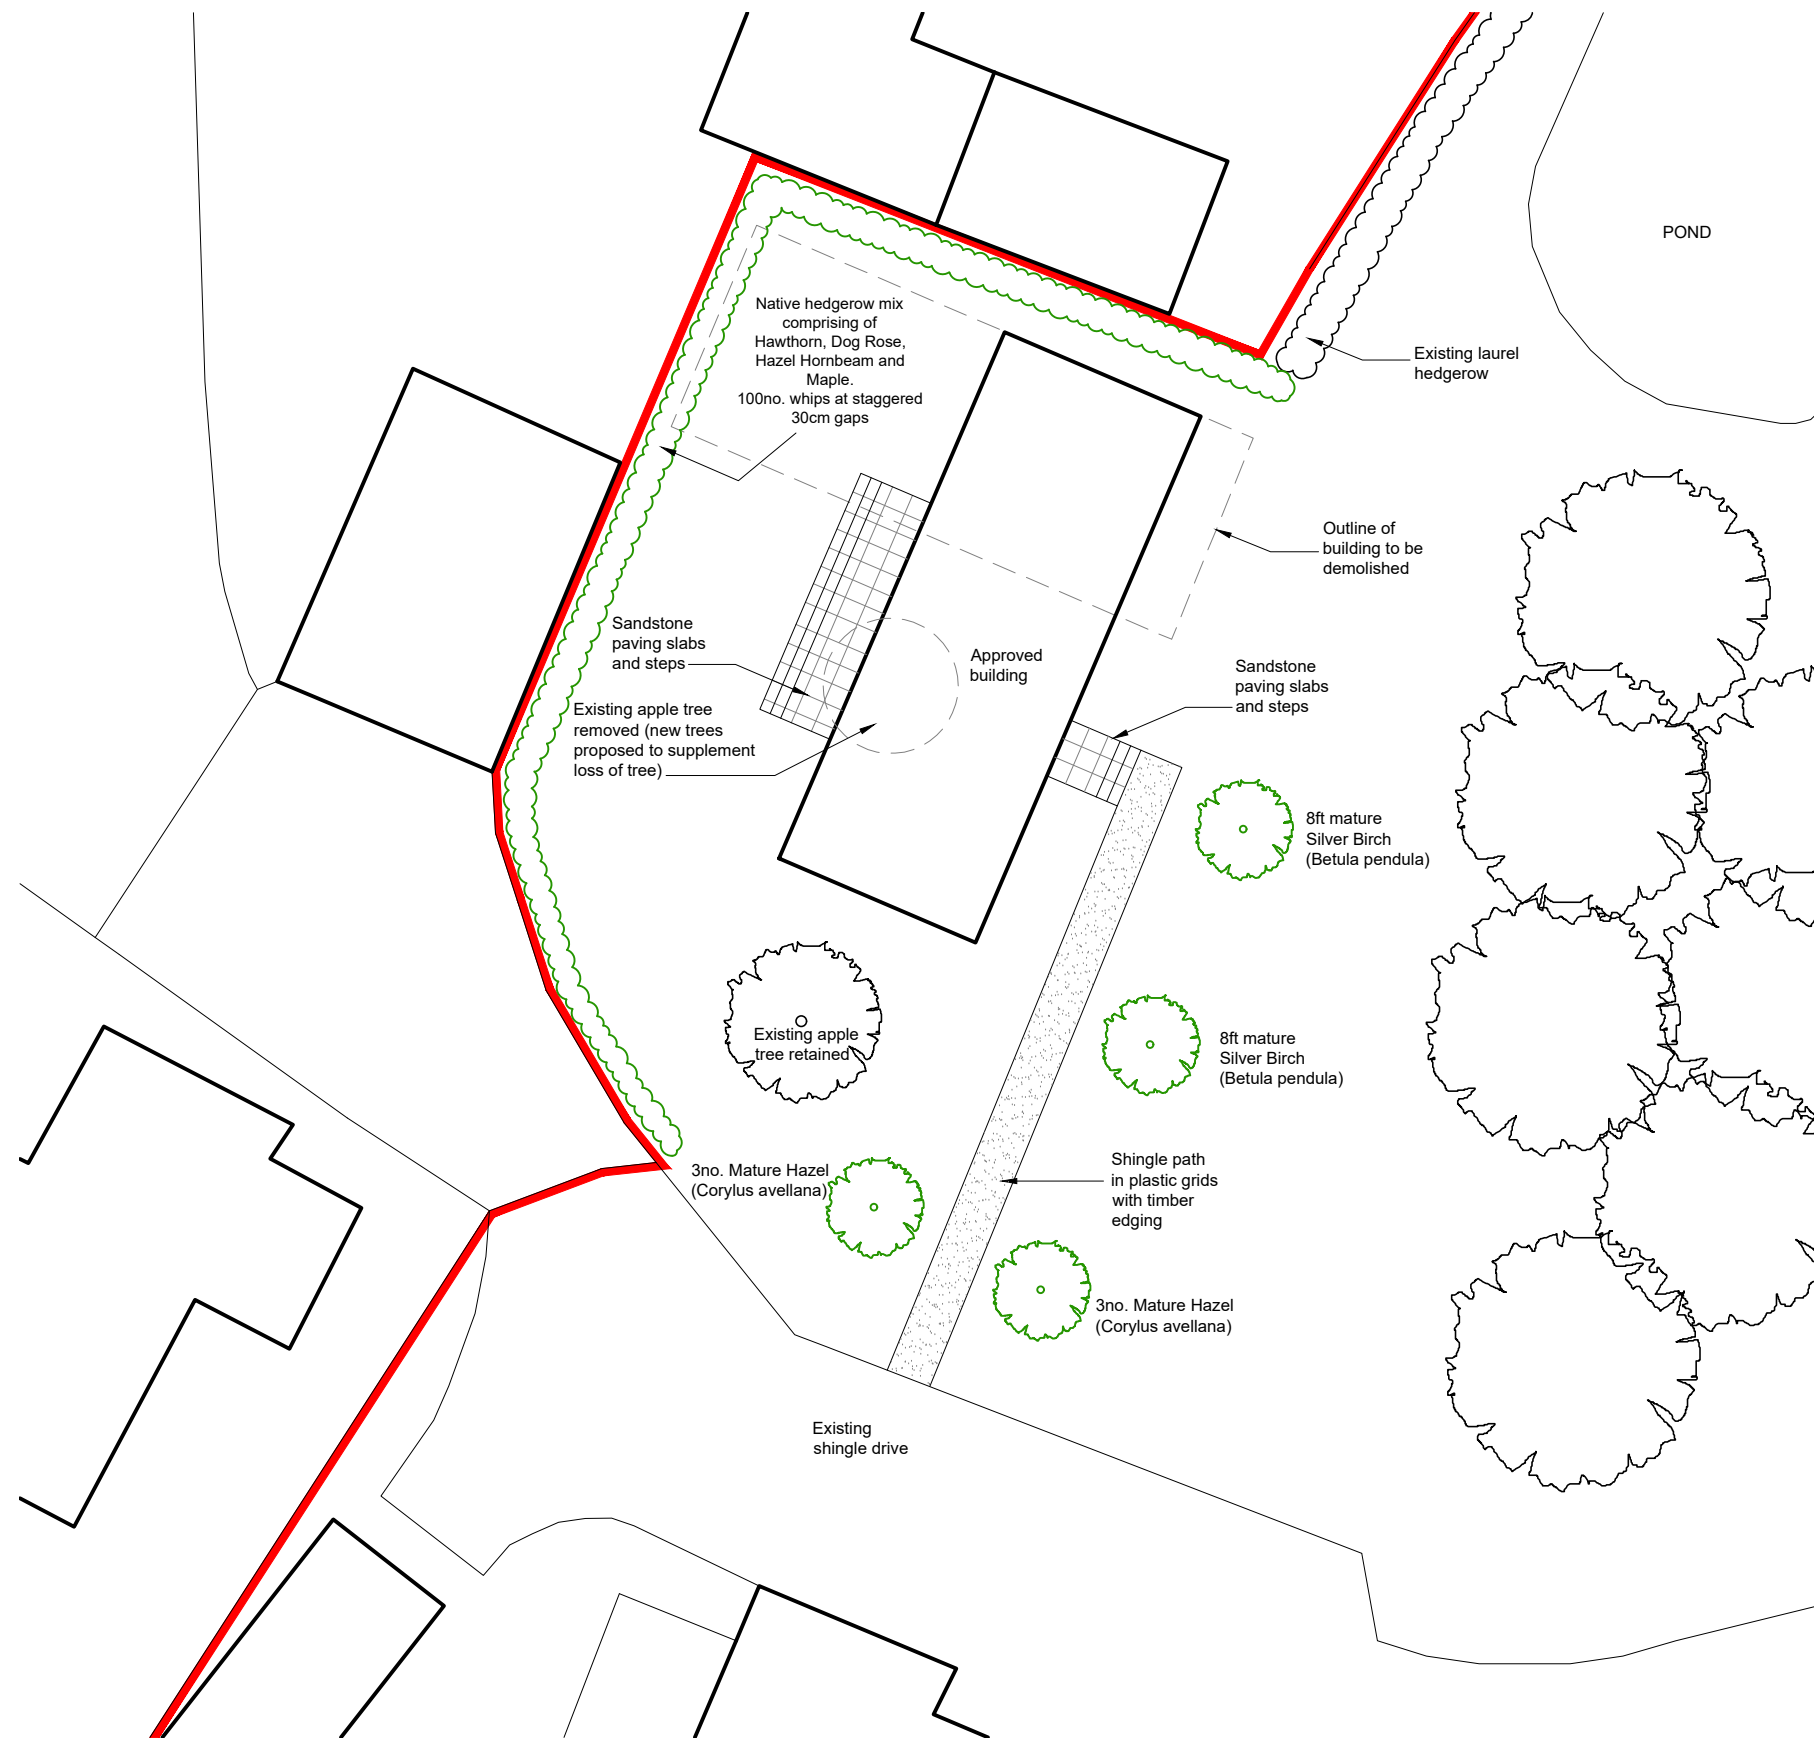 POND
Native hedgerow mix
comprising of
Hawthorn, Dog Rose,
Hazel Hornbeam and
Maple.
100no. whips at staggered
30cm gaps
Existing laurel
hedgerow
Outline of
building to be
demolished
Sandstone
paving slabs
and steps
Approved
building
Sandstone
paving slabs
and steps
Existing apple tree
removed (new trees
proposed to supplement
loss of tree)
8ft mature
Silver Birch
(Betula pendula)
Existing apple
tree retained
8ft mature
Silver Birch
(Betula pendula)
3no. Mature Hazel
(Corylus avellana)
Shingle path
in plastic grids
with timber
edging
3no. Mature Hazel
(Corylus avellana)
Existing
shingle drive